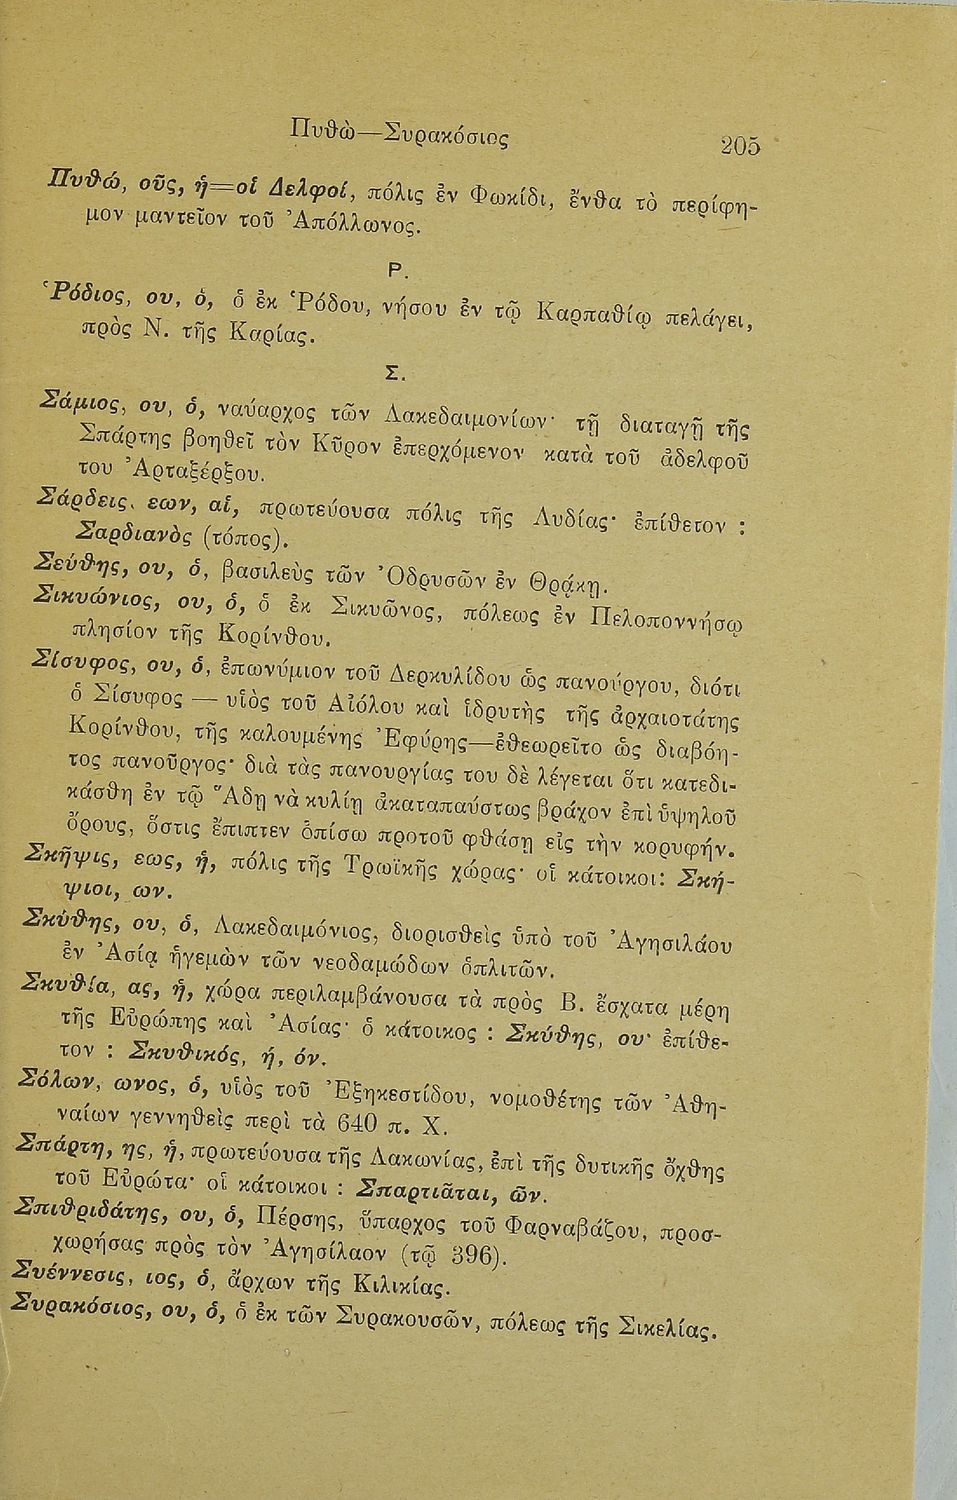 Πυθὼ—Συρακόσιος
205
Πυθώ, οῦς, ἡ=οἱ Δελφοί, πόλις ἐν Φωκίδι, ἔνθα τὸ περίφη-
μον μαντεῖον τοῦ Ἀπόλλωνος.
Ρ.
Ῥόδιος, ου, ὁ, ὁ ἐκ Ῥόδου, νήσου ἐν τῷ Καρπαθίῳ πελάγει,
πρὸς Ν. τῆς Καρίας.
Σ.
Σάμιος, ου, ὁ, ναύαρχος τῶν Λακεδαιμονίων· τῇ διαταγῇ τῆς
Σπάρτης βοηθεῖ τὸν Κῦρον ἐπερχόμενον κατὰ τοῦ ἀδελφοῦ
του Ἀρταξέρξου.
Σάρδεις, εων, αἱ, πρωτεύουσα πόλις τῆς Λυδίας· ἐπίθετον :
Σαρδιανὸς (τόπος).
Σεύθης, ου, ὁ, βασιλεὺς τῶν Ὀδρυσῶν ἐν Θρᾴκῃ.
Σικυώνιος, ου, ὁ, ὁ ἐκ Σικυῶνος, πόλεως ἐν Πελοποννήσῳ
πλησίον τῆς Κορίνθου.
Σίσυφος, ου, ὁ, ἐπωνύμιον τοῦ Δερκυλίδου ὡς πανούργου, διότι
ὁ Σίσυφος — υἱὸς τοῦ Αἰόλου καὶ ἱδρυτὴς τῆς ἀρχαιοτάτης
Κορίνθου, τῆς καλουμένης Ἐφύρης—ἐθεωρεῖτο ὡς διαβόη-
τος πανοῦργος· διὰ τὰς πανουργίας του δὲ λέγεται ὅτι κατεδι-
κάσθη ἐν τῷ Ἅδῃ νὰ κυλίῃ ἀκαταπαύστως βράχον ἐπὶ ὑψηλοῦ
ὄρους, ὅστις ἔπιπτεν ὀπίσω προτοῦ φθάσῃ εἰς τὴν κορυφήν.
Σκῆψις, εως, ἡ, πόλις τῆς Τρωϊκῆς χώρας· οἱ κάτοικοι: Σκή-
ψιοι, ων.
Σκύθης, ου, ὁ, Λακεδαιμόνιος, διορισθεὶς ὑπὸ τοῦ Ἀγησιλάου
ἐν Ἀσίᾳ ἡγεμὼν τῶν νεοδαμώδων ὁπλιτῶν.
Σκυθία, ας, ἡ, χώρα περιλαμβάνουσα τὰ πρὸς Β. ἔσχατα μέρη
τῆς Εὐρώπης καὶ Ἀσίας· ὁ κάτοικος : Σκύθης, ου· ἐπίθε-
τον : Σκυθικός, ή, όν.
Σόλων, ωνος, ὁ, υἱὸς τοῦ Ἐξηκεστίδου, νομοθέτης τῶν Ἀθη-
ναίων γεννηθεὶς περὶ τὰ 640 π. Χ.
Σπάρτη, ης, ἡ, πρωτεύουσα τῆς Λακωνίας, ἐπὶ τῆς δυτικῆς ὄχθης
τοῦ Εὐρώτα· οἱ κάτοικοι : Σπαρτιᾶται, ῶν.
Σπιθριδάτης, ου, ὁ, Πέρσης, ὕπαρχος τοῦ Φαρναβάζου, προσ-
χωρήσας πρὸς τὸν Ἀγησίλαον (τῷ 396).
Συέννεσις, ιος, ὁ, ἄρχων τῆς Κιλικίας.
Συρακόσιος, ου, ὁ, ὁ ἐκ τῶν Συρακουσῶν, πόλεως τῆς Σικελίας.